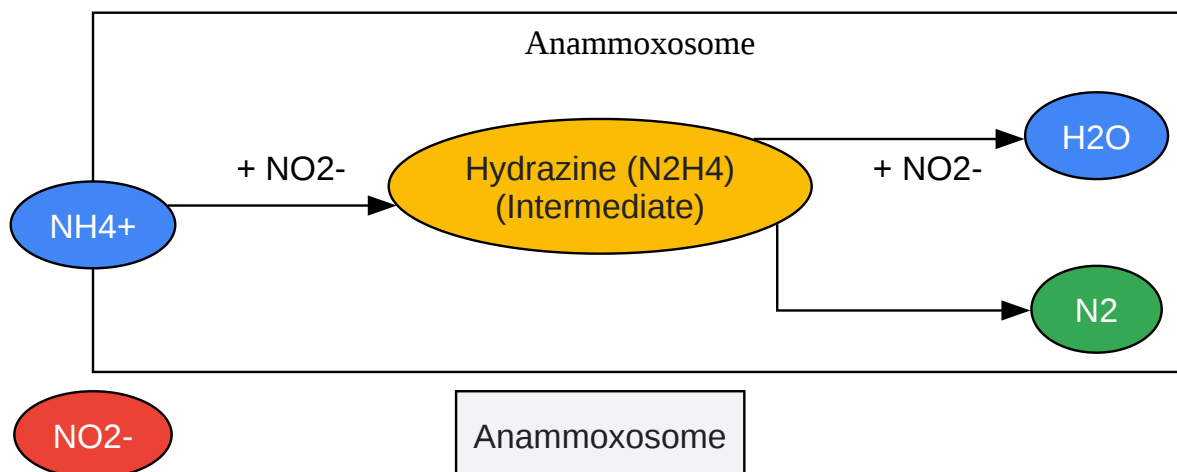 Anammoxosome
NH4+
+ NO2-
Hydrazine (N2H4)
(Intermediate)
+ NO2-
H2O
N2
NO2-
Anammoxosome